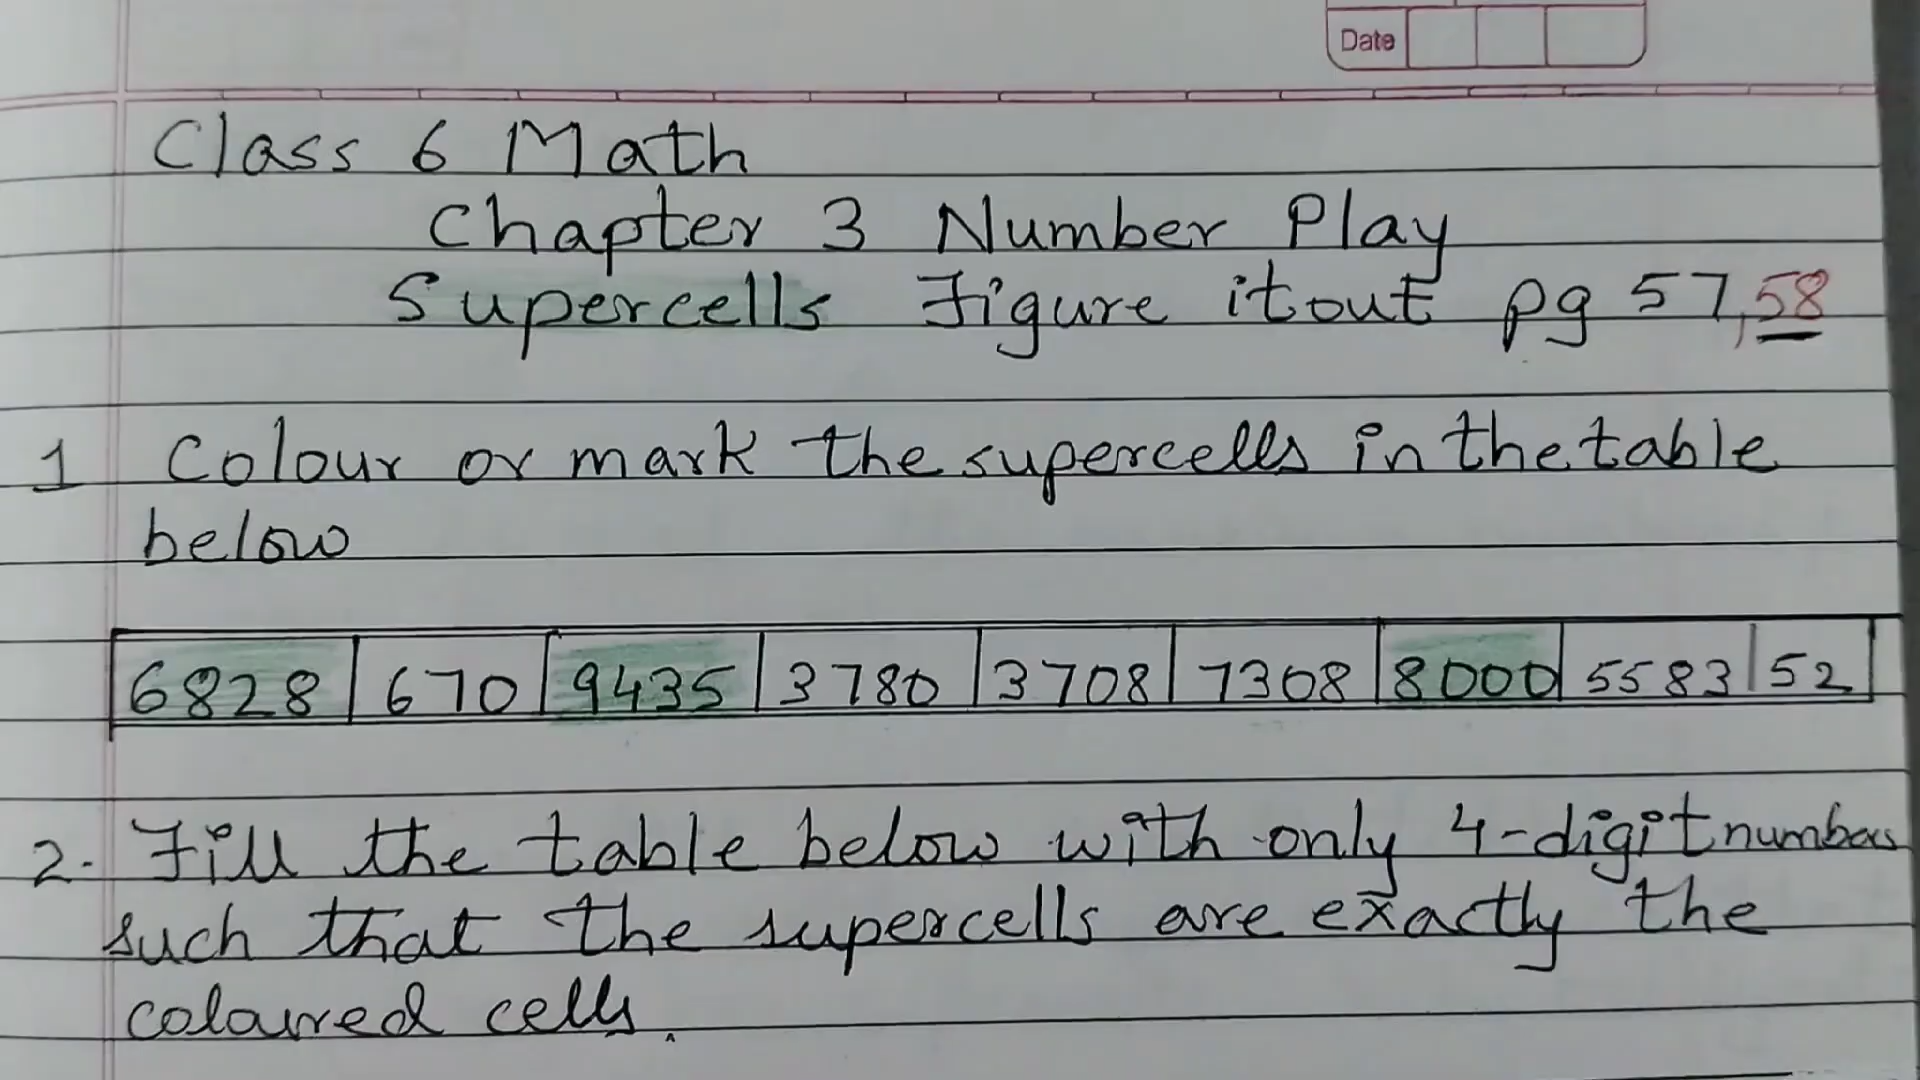 Date
Class 6 Math
Chapter 3 Number Play
Supercells Figure it out pg 57,58
1 Colour or mark the supercells in the table
below
6828 670 9435 3780 3708 7308 8000 5583 52
2. Fill the table below with only 4-digit numbers
such that the supercells are exactly the
coloured cells.